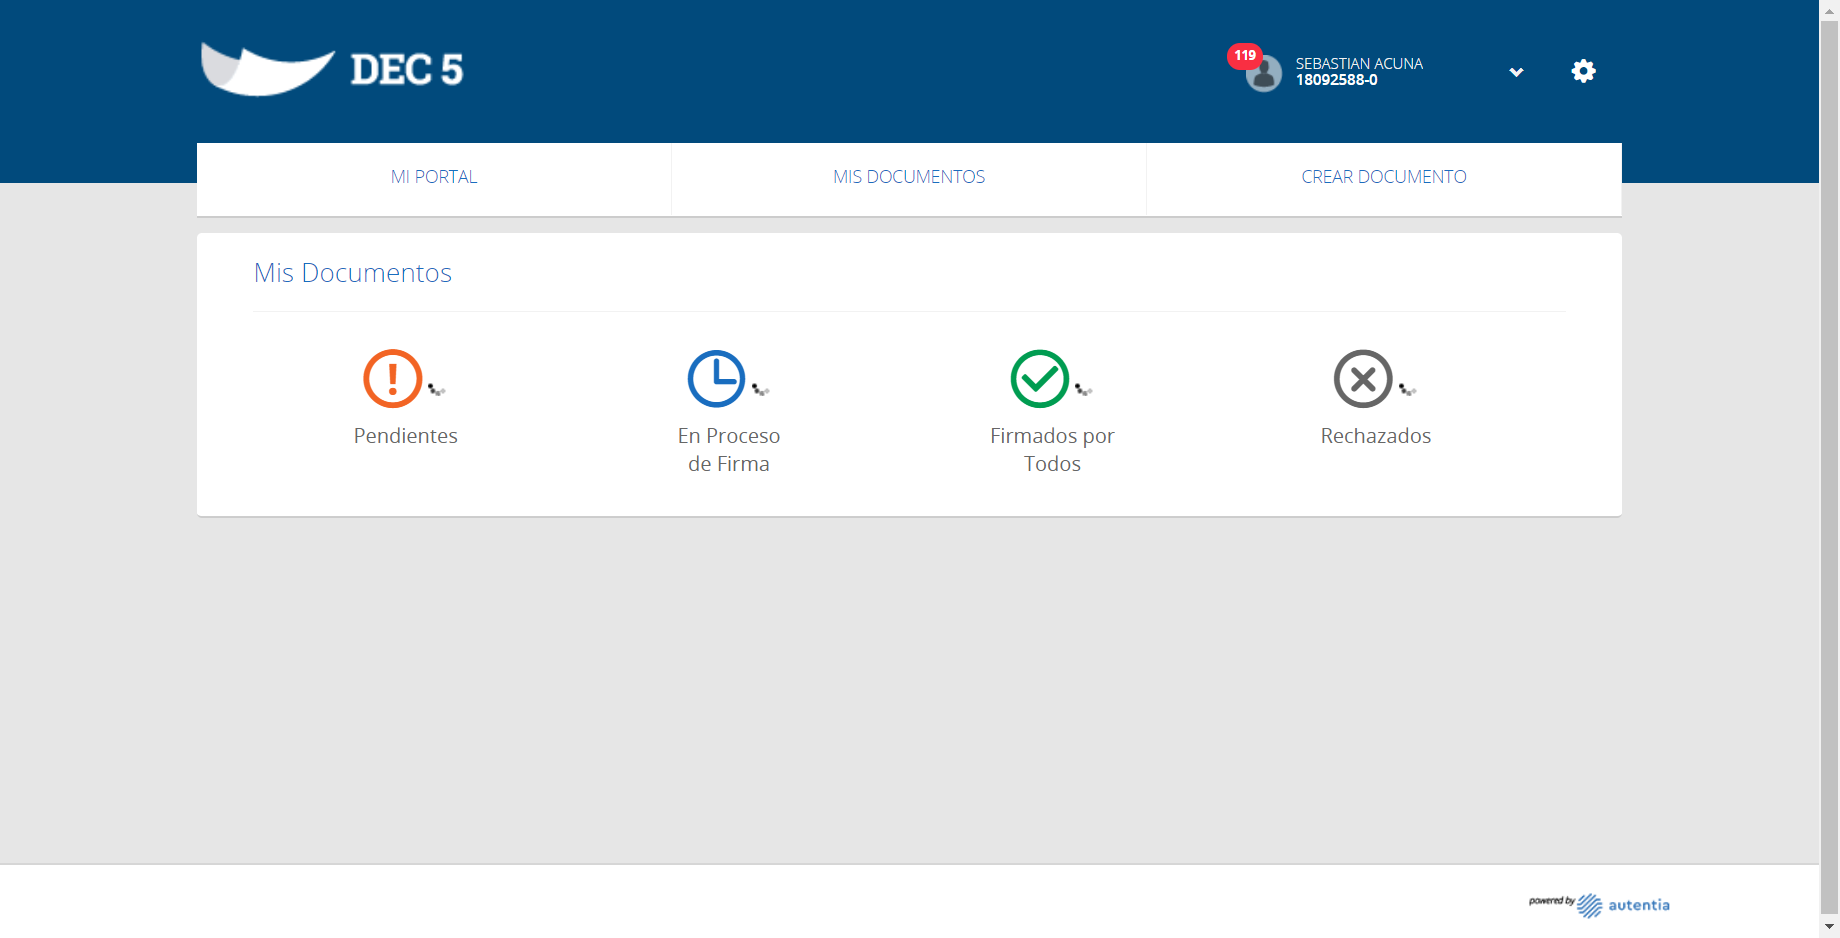 DEC 5
119
SEBASTIAN ACUNA
18092588-0
MI PORTAL
MIS DOCUMENTOS
CREAR DOCUMENTO
Mis Documentos
Pendientes
En Proceso
de Firma
Firmados por
Todos
Rechazados
powered by autentia